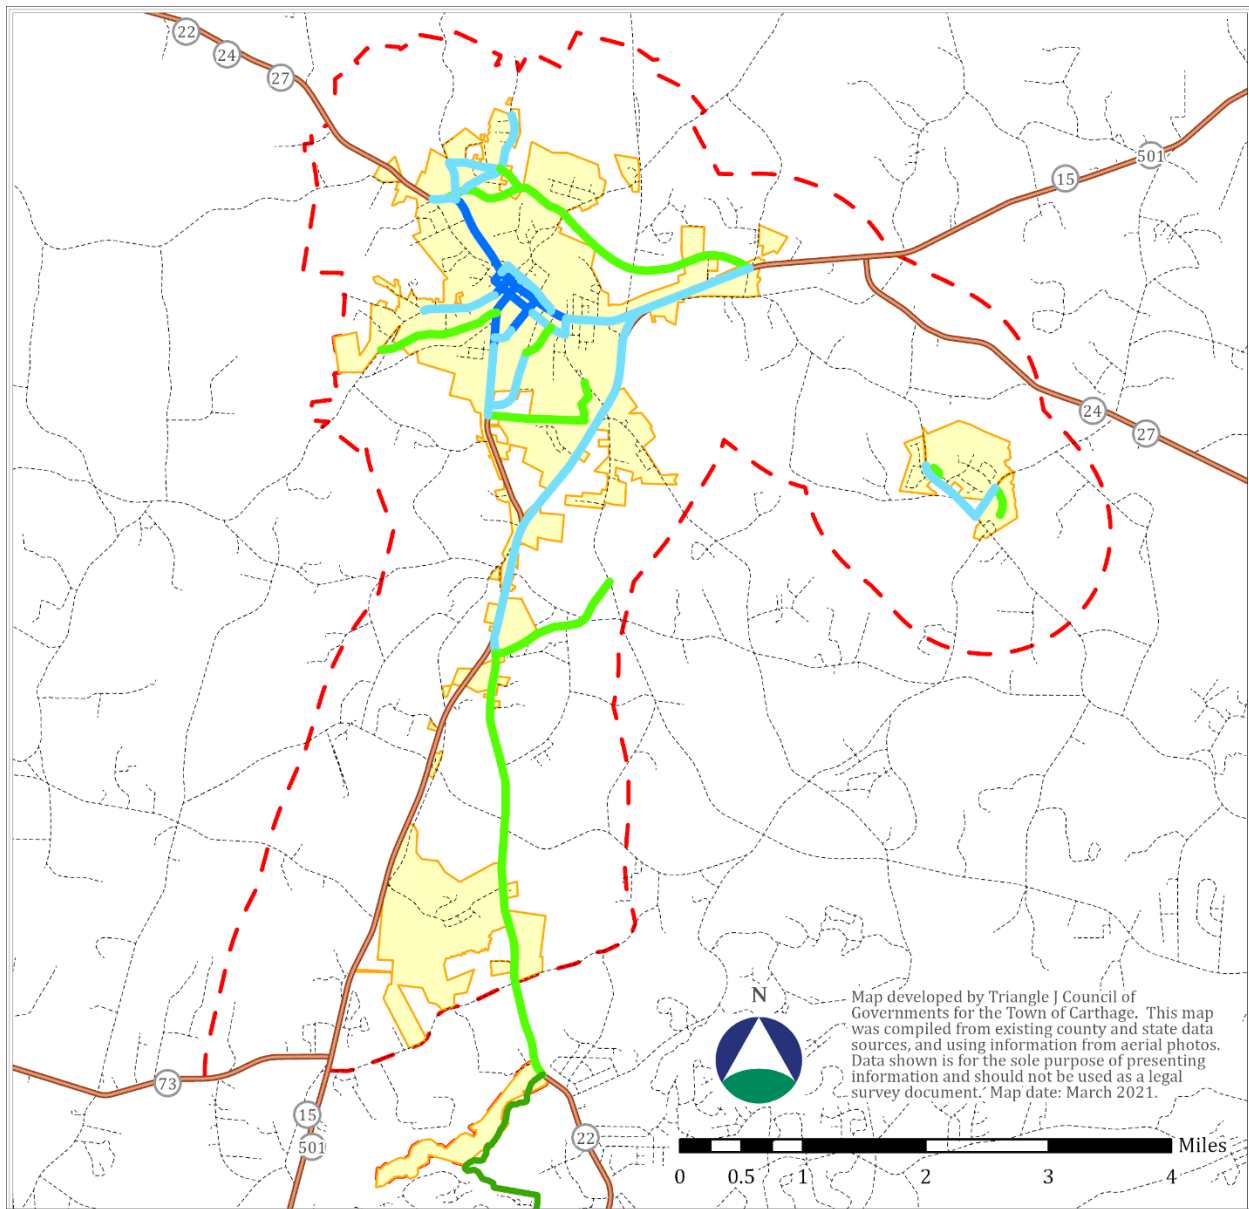 22
24
27
501
15
24
27
N
Map developed by Triangle J Council of
Governments for the Town of Carthage. This map
was compiled from existing county and state data
sources, and using information from aerial photos.
Data shown is for the sole purpose of presenting
information and should not be used as a legal
survey document. Map date: March 2021.
73
15
501
22
Miles
0 0.5 1 2 3 4